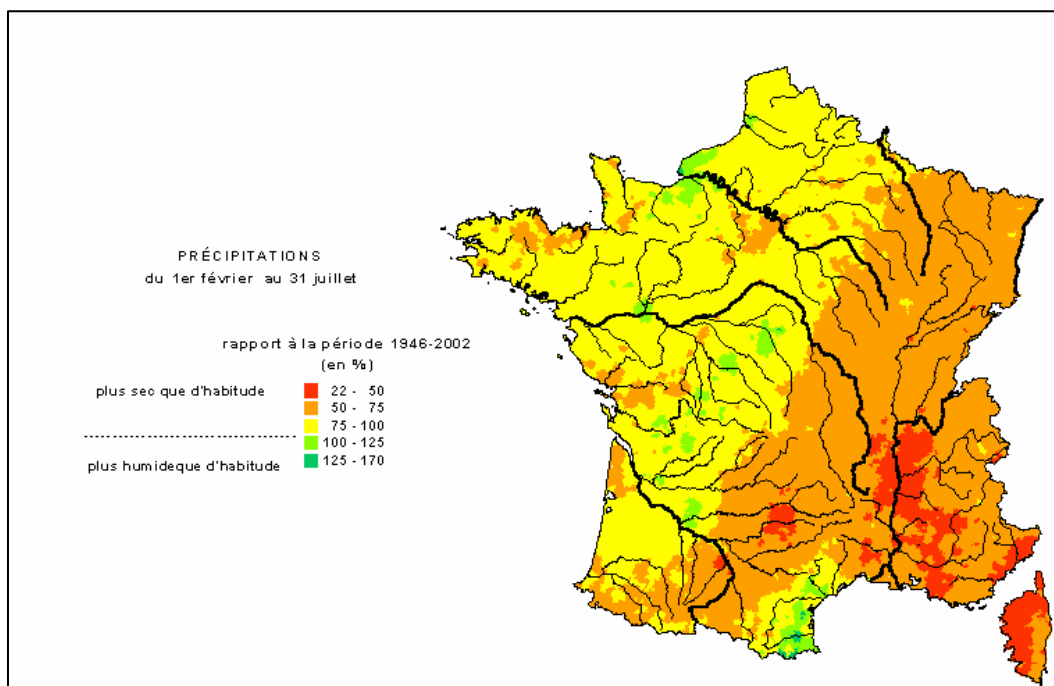 PRÉCIPITATIONS
du 1er février au 31 juillet
rapport à la période 1946-2002
(en %)
plus sec que d'habitude
22 - 50
50 - 75
75 - 100
100 - 125
125 - 170
plus humideque d'habitude